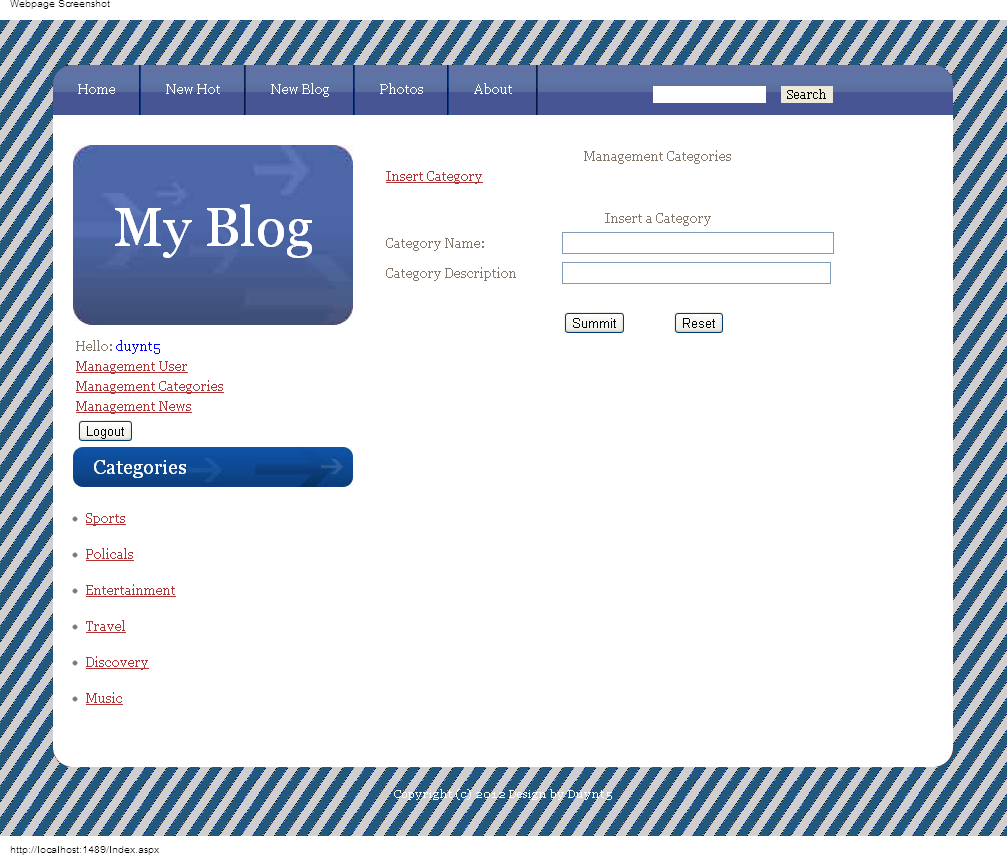 Webpage Screenshot
Home New Hot New Blog Photos About Search
My Blog
Hello: duynt5
Management User
Management Categories
Management News
Logout
Categories
Sports
Policals
Entertainment
Travel
Discovery
Music
Management Categories
Insert Category
Insert a Category
Category Name:
Category Description
Summit Reset
Copyright (c) 2012 Design by Duynt5
http://localhost:1489/Index.aspx